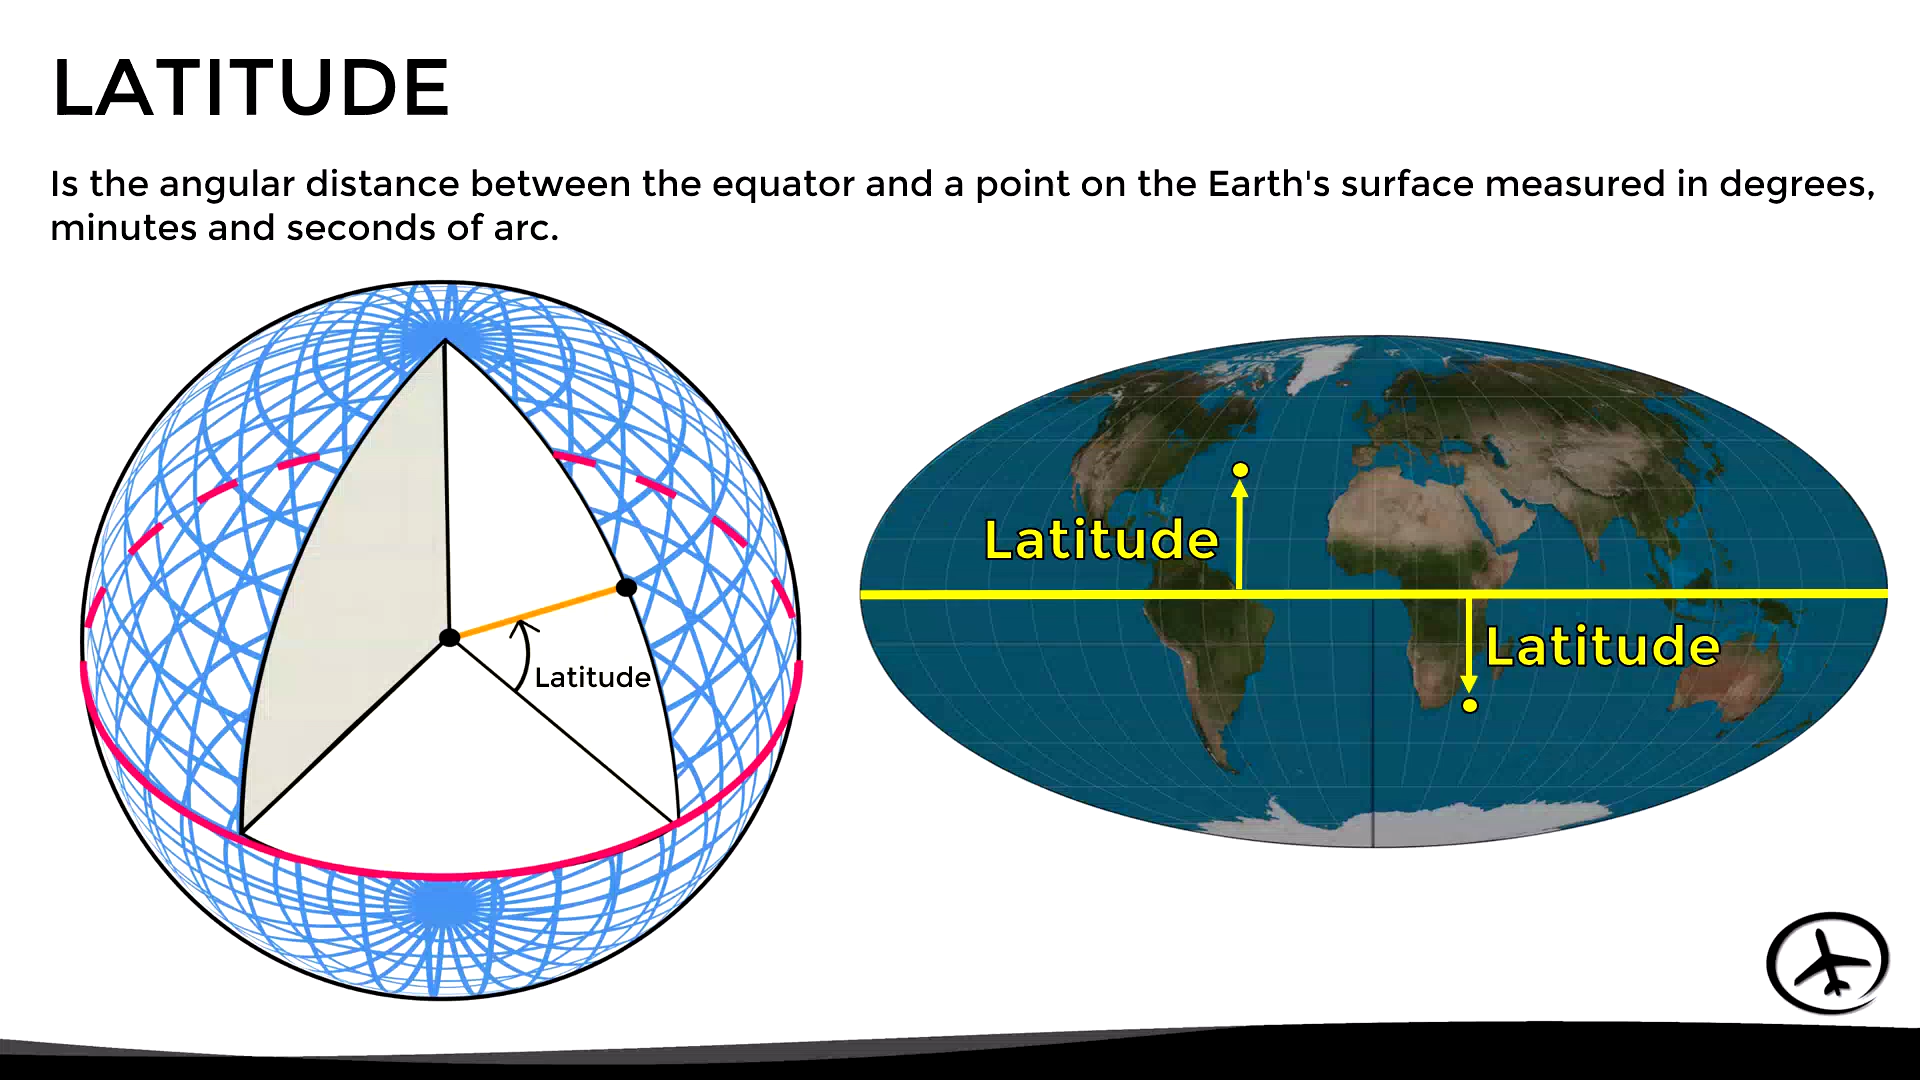 LATITUDE
Is the angular distance between the equator and a point on the Earth's surface measured in degrees,
minutes and seconds of arc.
Latitude
Latitude
Latitude